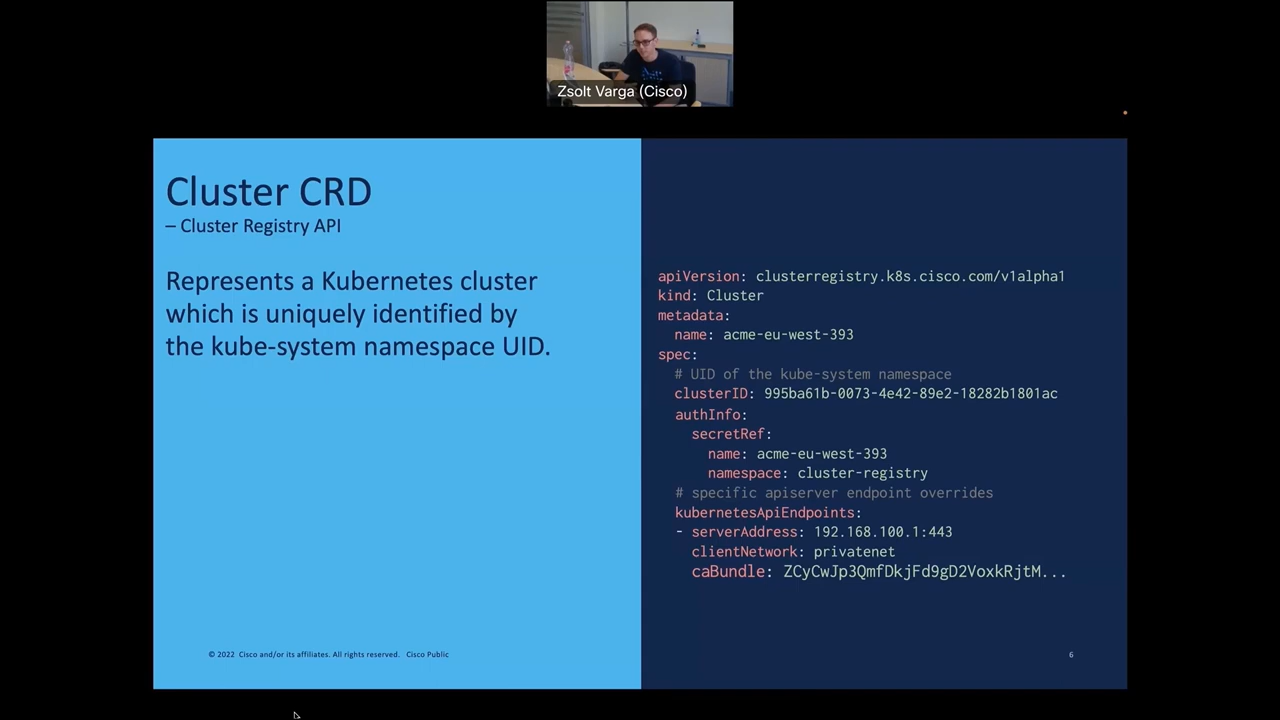 Zsolt Varga (Cisco)
Cluster CRD
– Cluster Registry API
Represents a Kubernetes cluster
which is uniquely identified by
the kube-system namespace UID.
apiVersion: clusterregistry.k8s.cisco.com/v1alpha1
kind: Cluster
metadata:
  name: acme-eu-west-393
spec:
  # UID of the kube-system namespace
  clusterID: 995ba61b-0073-4e42-89e2-18282b1801ac
  authInfo:
    secretRef:
      name: acme-eu-west-393
      namespace: cluster-registry
  # specific apiserver endpoint overrides
  kubernetesApiEndpoints:
  - serverAddress: 192.168.100.1:443
    clientNetwork: privatenet
    caBundle: ZCyCwJp3QmfDkjFd9gD2VoxkRjtM...
© 2022 Cisco and/or its affiliates. All rights reserved. Cisco Public
6